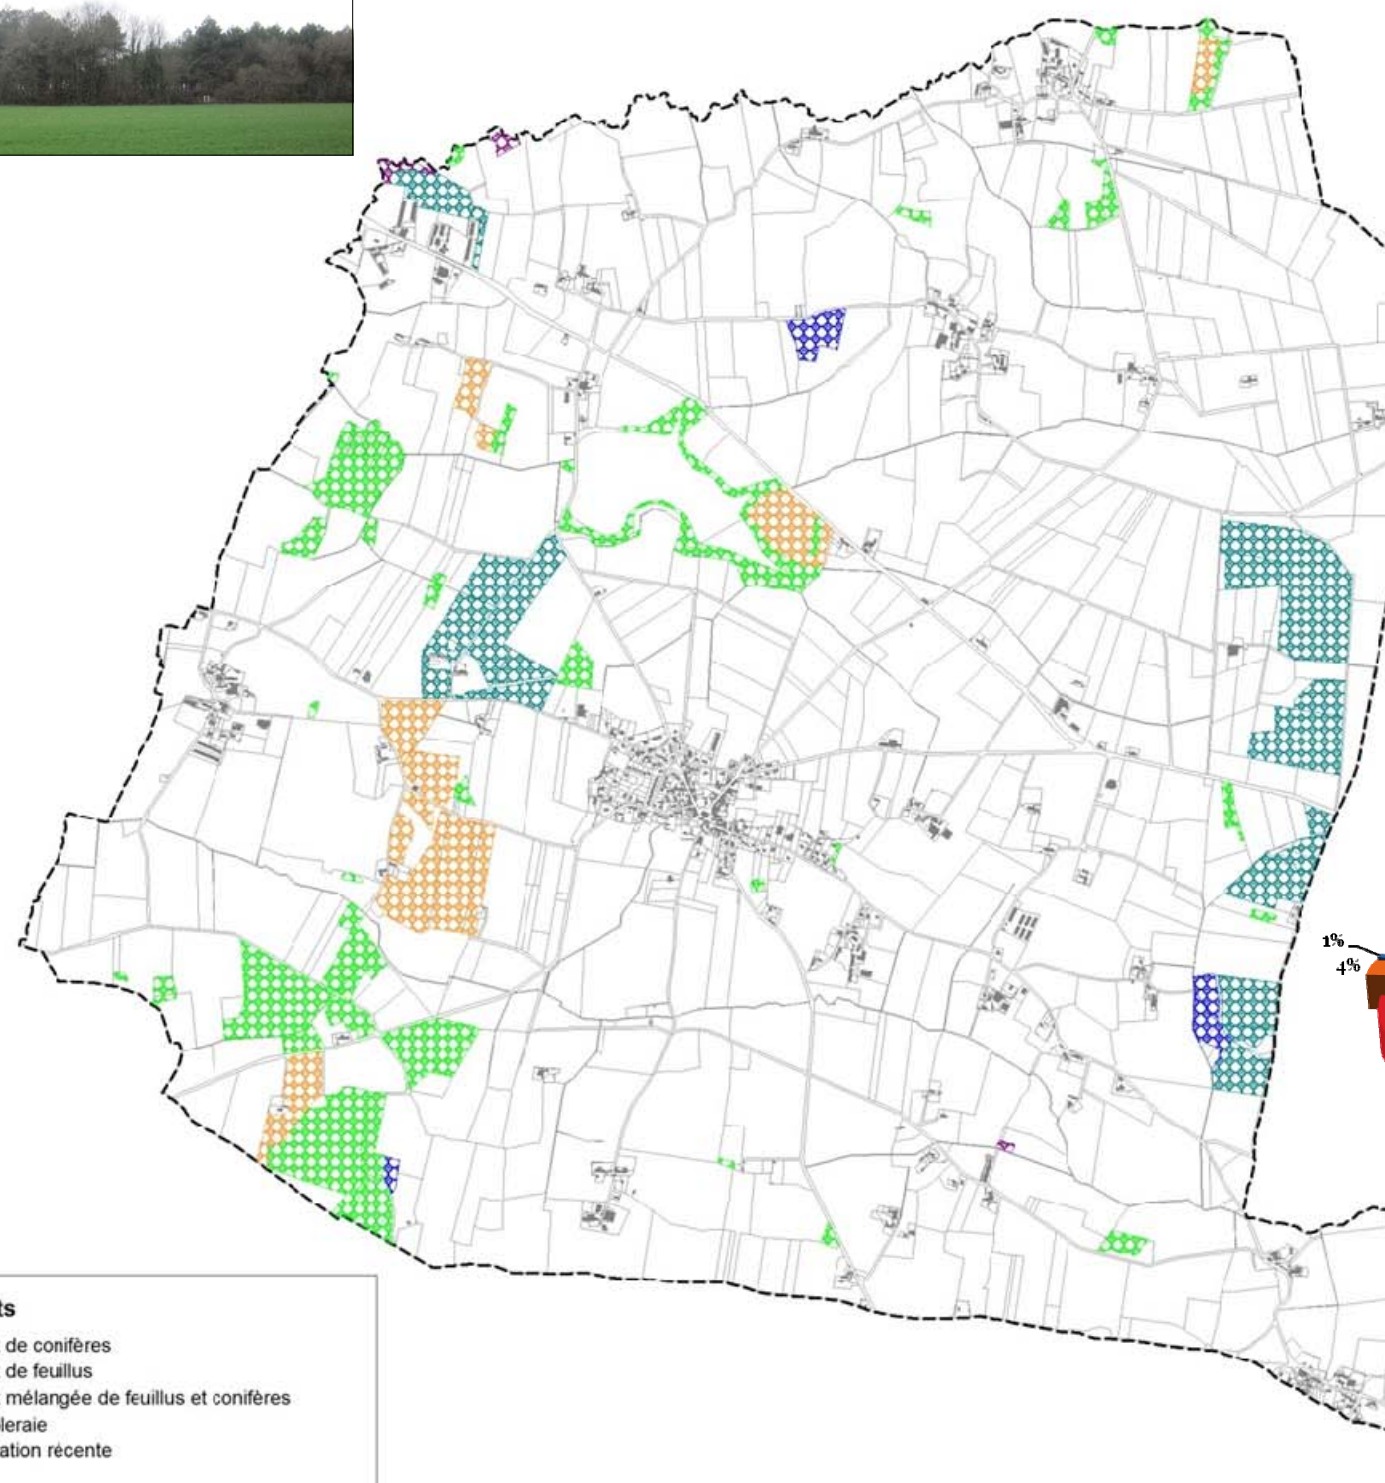 1%
4%
ts
de conifères
de feuillus
mélangée de feuillus et conifères
leraie
ation récente